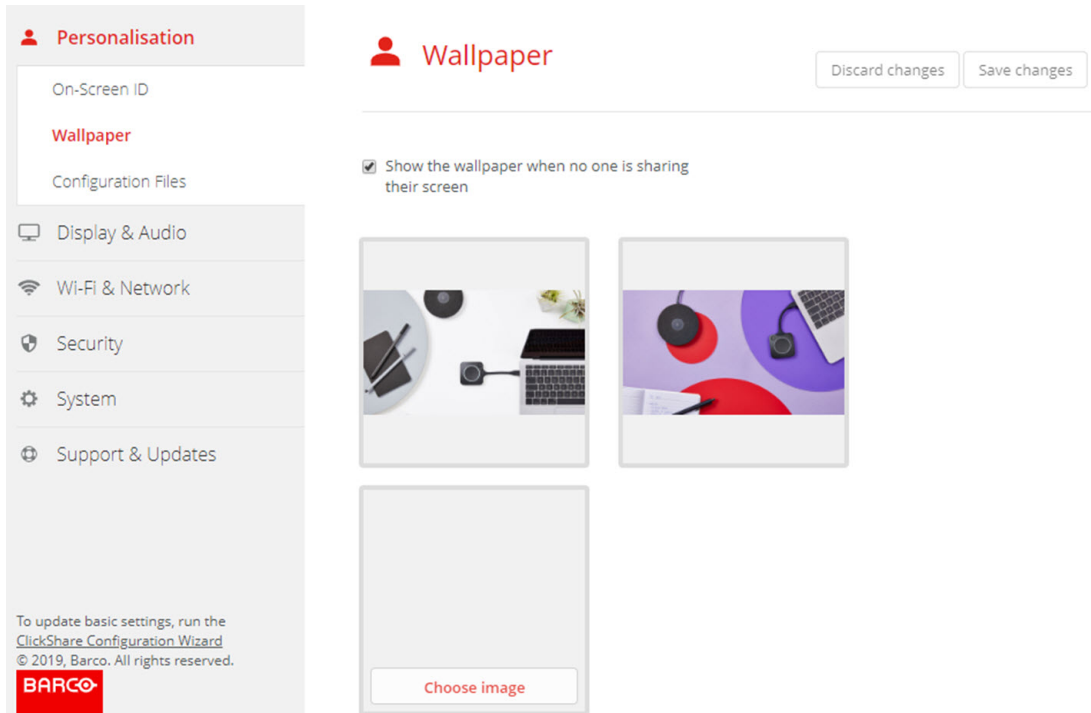 Personalisation
On-Screen ID
Wallpaper
Configuration Files
Display & Audio
Wi-Fi & Network
Security
System
Support & Updates
To update basic settings, run the
ClickShare Configuration Wizard
© 2019, Barco. All rights reserved.
BARCO
Wallpaper
Discard changes
Save changes
Show the wallpaper when no one is sharing
their screen
Choose image